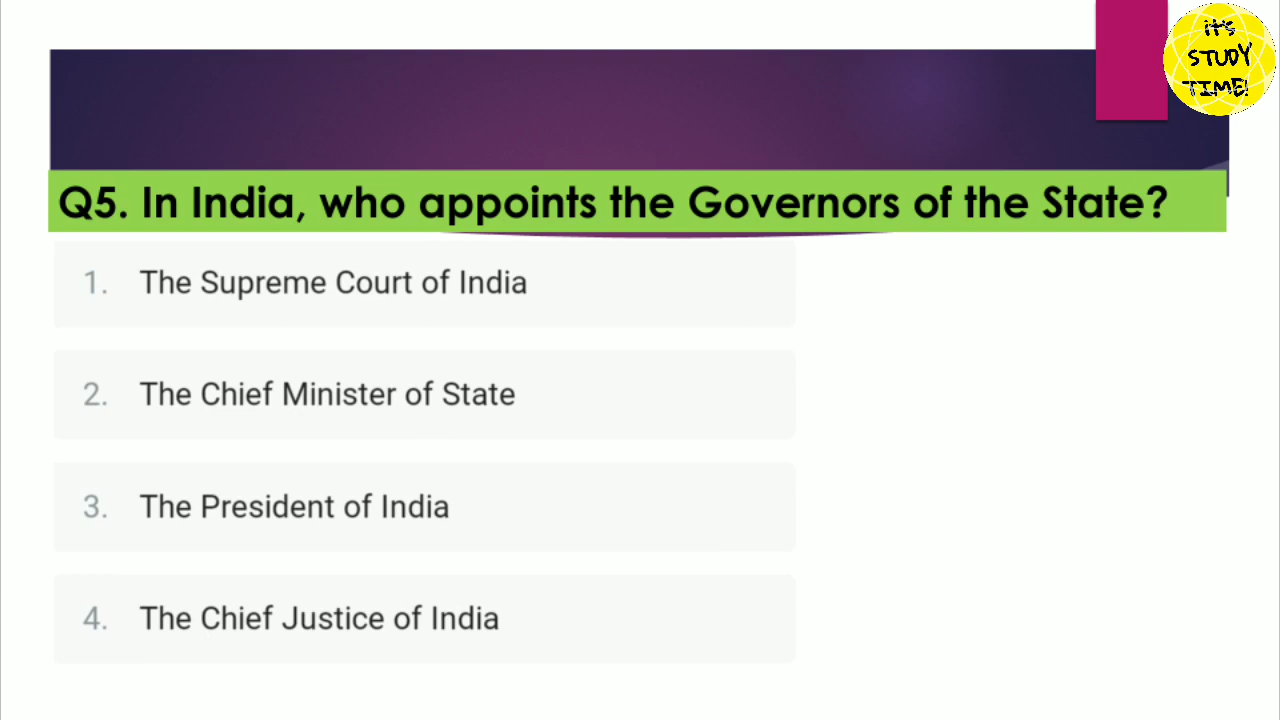 it's
STUDY
TIME!
Q5. In India, who appoints the Governors of the State?
1. The Supreme Court of India
2. The Chief Minister of State
3. The President of India
4. The Chief Justice of India